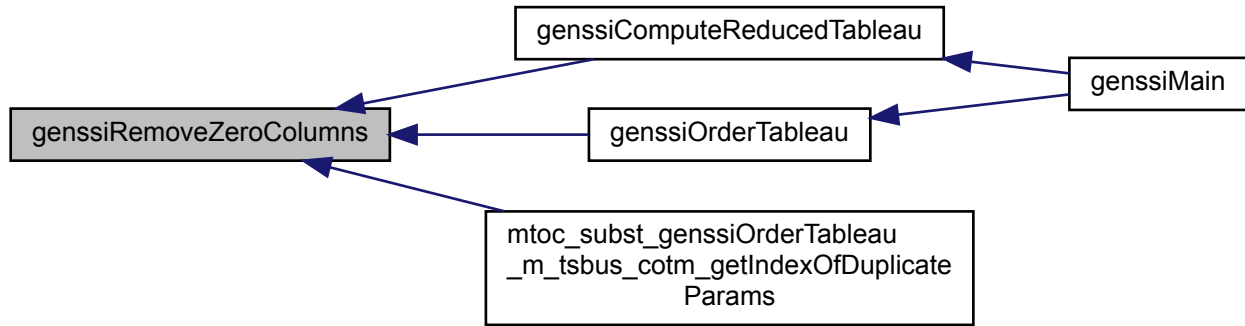 genssiComputeReducedTableau
genssiMain
genssiRemoveZeroColumns
genssiOrderTableau
mtoc_subst_genssiOrderTableau
_m_tsbus_cotm_getIndexOfDuplicate
Params